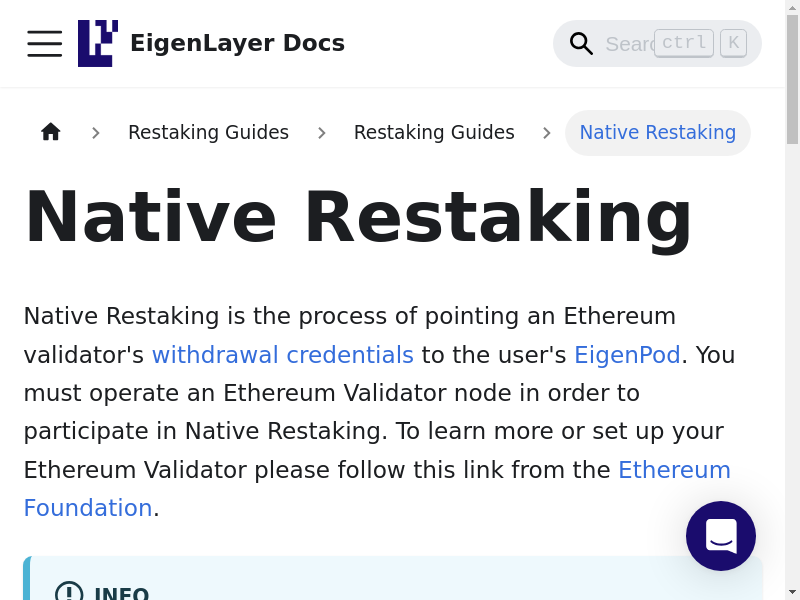 EigenLayer Docs
Sear ctrl K
Restaking Guides Restaking Guides Native Restaking
Native Restaking
Native Restaking is the process of pointing an Ethereum
validator's withdrawal credentials to the user's EigenPod. You
must operate an Ethereum Validator node in order to
participate in Native Restaking. To learn more or set up your
Ethereum Validator please follow this link from the Ethereum
Foundation.
INFO